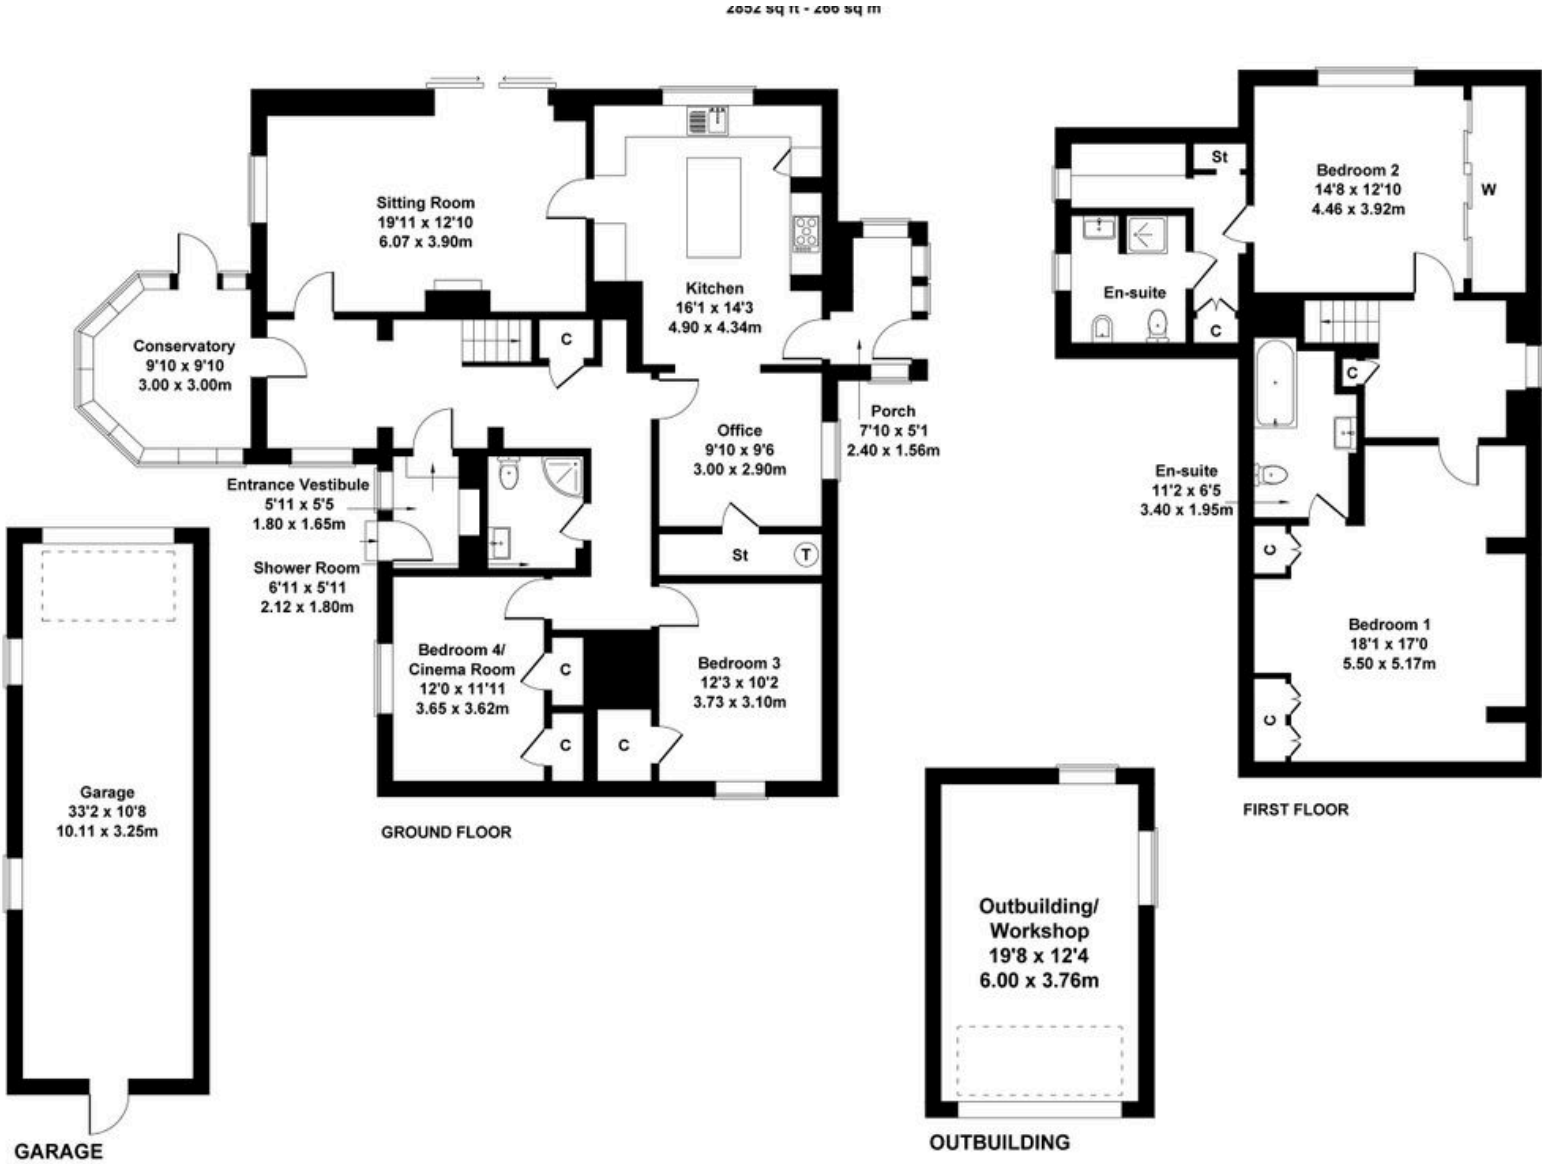 2852 sq ft - 266 sq m
Sitting Room
19'11 x 12'10
6.07 x 3.90m
Kitchen
16'1 x 14'3
4.90 x 4.34m
Conservatory
9'10 x 9'10
3.00 x 3.00m
C
Porch
7'10 x 5'1
2.40 x 1.56m
Office
9'10 x 9'6
3.00 x 2.90m
Entrance Vestibule
5'11 x 5'5
1.80 x 1.65m
Shower Room
6'11 x 5'11
2.12 x 1.80m
St
T
Bedroom 4/
Cinema Room
12'0 x 11'11
3.65 x 3.62m
C
C
C
Bedroom 3
12'3 x 10'2
3.73 x 3.10m
GROUND FLOOR
St
Bedroom 2
14'8 x 12'10
4.46 x 3.92m
W
En-suite
C
C
En-suite
11'2 x 6'5
3.40 x 1.95m
C
Bedroom 1
18'1 x 17'0
5.50 x 5.17m
C
FIRST FLOOR
Garage
33'2 x 10'8
10.11 x 3.25m
GARAGE
Outbuilding/
Workshop
19'8 x 12'4
6.00 x 3.76m
OUTBUILDING